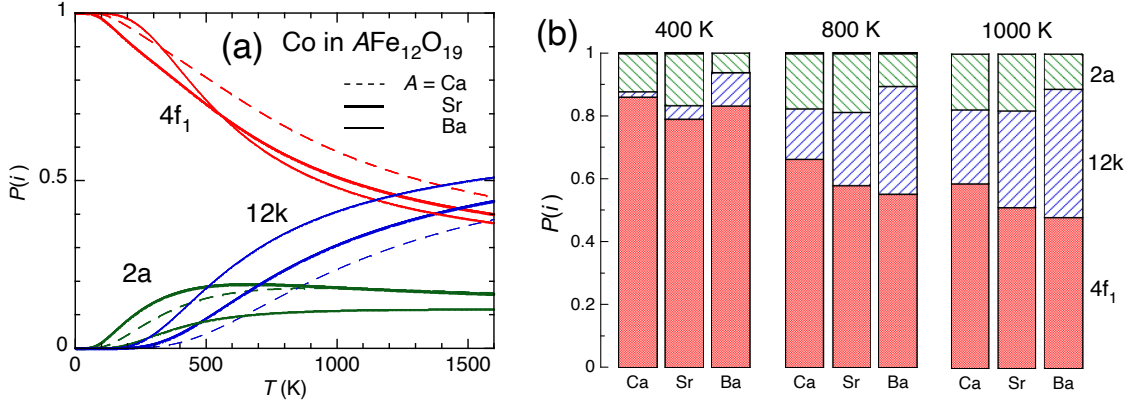 (a)
Co in AFe12O19
A = Ca
Sr
Ba
4f1
12k
2a
P(i)
1
0.5
0
0 500 1000 1500
T (K)
(b)
400 K 800 K 1000 K
P(i)
1
0.8
0.6
0.4
0.2
0
2a
12k
4f1
Ca Sr Ba Ca Sr Ba Ca Sr Ba